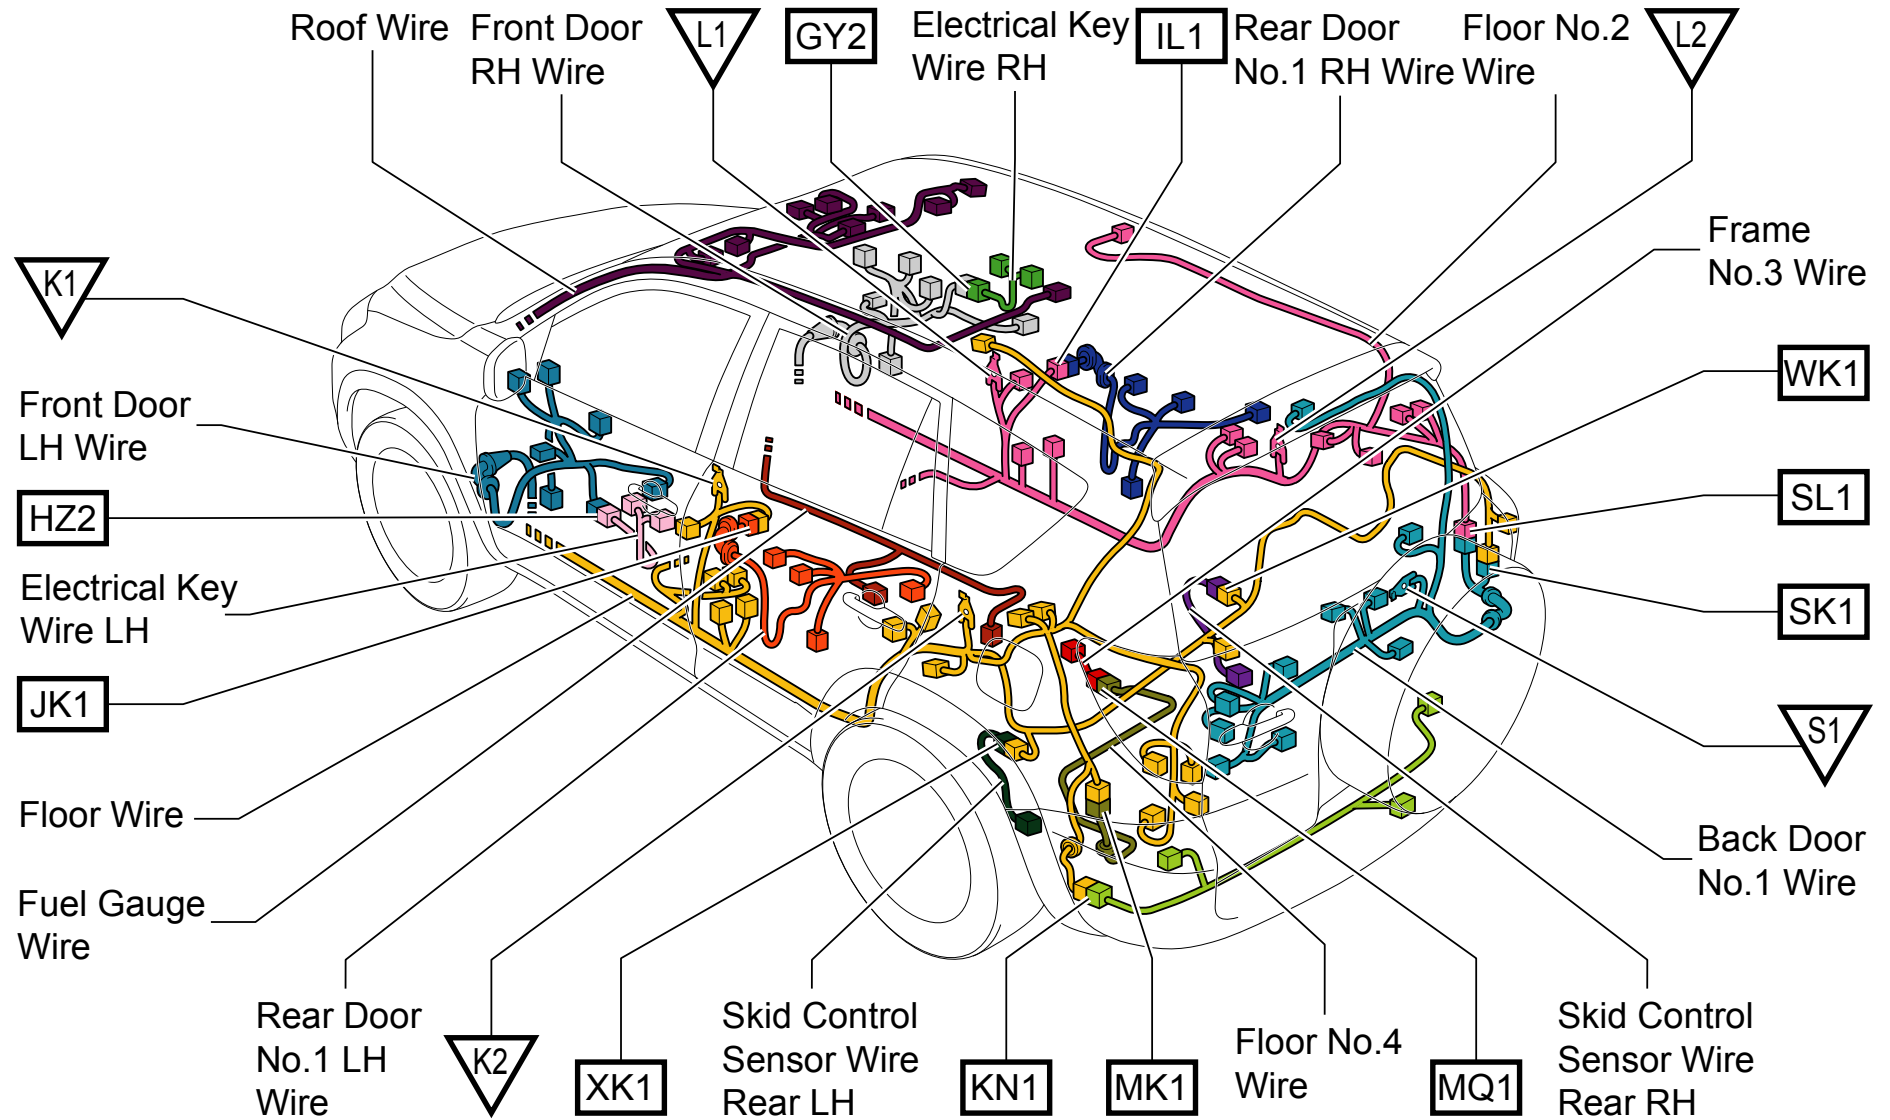 Roof Wire
Front Door
RH Wire
L1
GY2
Electrical Key
Wire RH
IL1
Rear Door
No.1 RH Wire
Floor No.2
Wire
L2
Frame
No.3 Wire
K1
WK1
Front Door
LH Wire
SL1
HZ2
Electrical Key
Wire LH
SK1
JK1
S1
Floor Wire
Back Door
No.1 Wire
Fuel Gauge
Wire
Rear Door
No.1 LH
Wire
K2
XK1
Skid Control
Sensor Wire
Rear LH
KN1
MK1
Floor No.4
Wire
MQ1
Skid Control
Sensor Wire
Rear RH